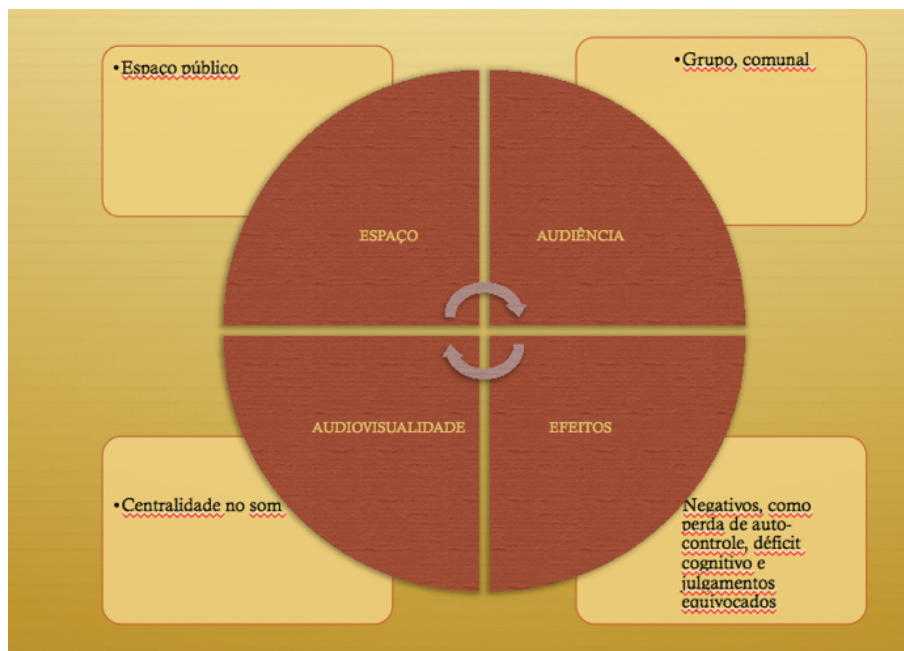 •Espaço público
•Grupo, comunal
ESPAÇO
AUDIÊNCIA
AUDIOVISUALIDADE
EFEITOS
•Centralidade no som
Negativos, como
perda de auto-
controle, déficit
cognitivo e
julgamentos
equivocados